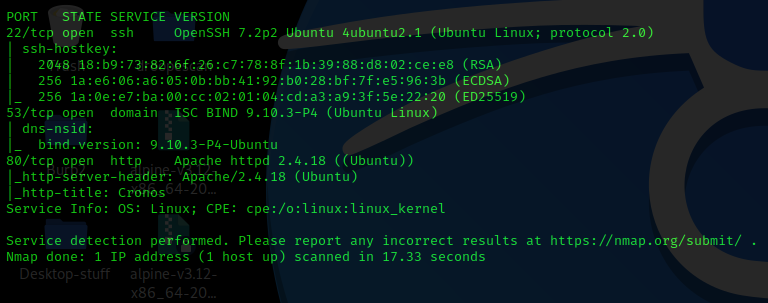 PORT   STATE SERVICE VERSION
22/tcp open  ssh     OpenSSH 7.2p2 Ubuntu 4ubuntu2.1 (Ubuntu Linux; protocol 2.0)
| ssh-hostkey:
|   2048 18:b9:73:82:6f:26:c7:78:8f:1b:39:88:d8:02:ce:e8 (RSA)
|   256 1a:e6:06:a6:05:0b:bb:41:92:b0:28:bf:7f:e5:96:3b (ECDSA)
|_  256 1a:0e:e7:ba:00:cc:02:01:04:cd:a3:a9:3f:5e:22:20 (ED25519)
53/tcp open  domain  ISC BIND 9.10.3-P4 (Ubuntu Linux)
| dns-nsid:
|_  bind.version: 9.10.3-P4-Ubuntu
80/tcp open  http    Apache httpd 2.4.18 ((Ubuntu))
|_http-server-header: Apache/2.4.18 (Ubuntu)
|_http-title: Cronos
Service Info: OS: Linux; CPE: cpe:/o:linux:linux_kernel
Service detection performed. Please report any incorrect results at https://nmap.org/submit/ .
Nmap done: 1 IP address (1 host up) scanned in 17.33 seconds
Desktop-stuff
alpine-v3.12-
x86_64-20...